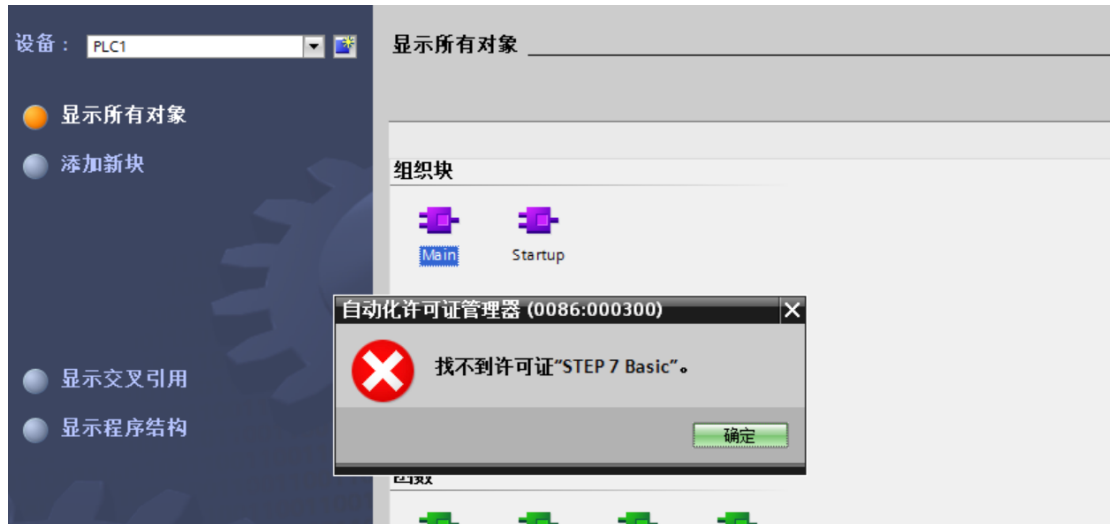 设备： PLC1
显示所有对象
添加新块
显示交叉引用
显示程序结构
显示所有对象
组织块
Main Startup
自动化许可证管理器 (0086:000300)
找不到许可证“STEP 7 Basic”。
确定